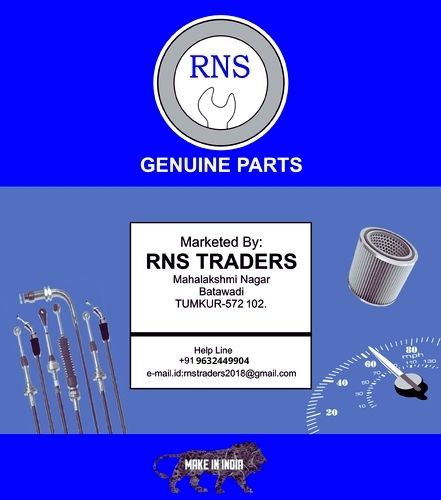 RNS
GENUINE PARTS
Marketed By:
RNS TRADERS
Mahalakshmi Nagar
Batawadi
TUMKUR-572 102.
Help Line
+91 9632449904
e-mail.id:rnstraders2018@gmail.com
80
mph
60
40
20
10
MAKE IN INDIA